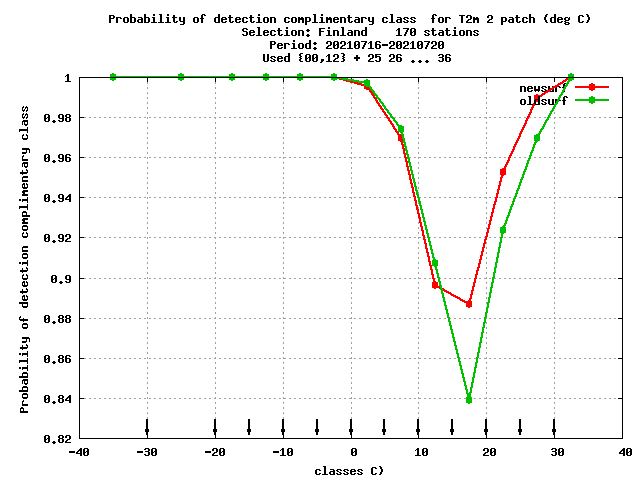 Probability of detection complimentary class  for T2m 2 patch (deg C)
Selection: Finland    170 stations
Period: 20210716-20210720
Used {00,12} + 25 26 ... 36
newsurf
oldsurf
1
0.98
0.96
0.94
0.92
0.9
0.88
0.86
0.84
0.82
Probability of detection complimentary class
-40 -30 -20 -10 0 10 20 30 40
classes C)